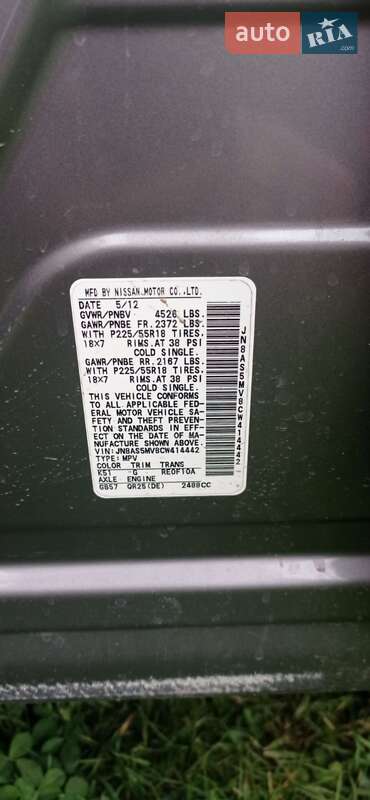 auto RIA.com
MFD BY NISSAN MOTOR CO.,LTD.
DATE 5/12
GVWR/PNBV 4526 LBS.
GAWR/PNBE FR.2372 LBS.
WITH P225/55R18 TIRES
18X7 RIMS.AT 38 PSI
COLD SINGLE.
GAWR/PNBE RR.2167 LBS.
WITH P225/55R18 TIRES
18X7 RIMS.AT 38 PSI
COLD SINGLE.
THIS VEHICLE CONFORMS
TO ALL APPLICABLE FED-
ERAL MOTOR VEHICLE SA-
FETY AND THEFT PREVEN-
TION STANDARDS IN EFF-
ECT ON THE DATE OF MA-
NUFACTURE SHOWN ABOVE.
VIN:JN8AS5MV8CW414442
TYPE:MPV
COLOR TRIM TRANS
K51 G RE0F10A
AXLE ENGINE
GB57 QR25(DE) 2488CC
JN8AS5MV8CW414442